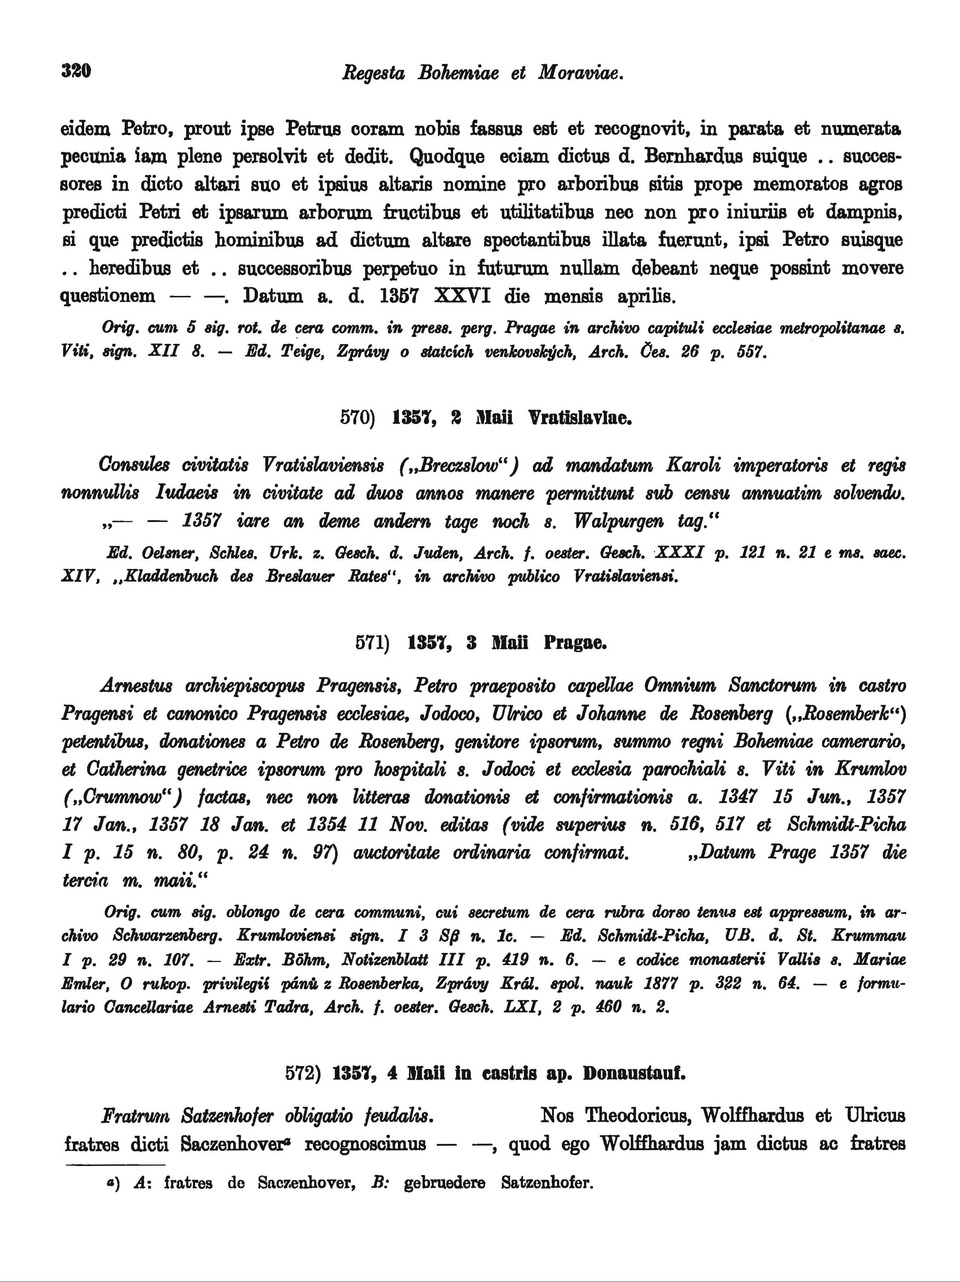 320 Regesta Bohemiae et Moraviae.
eidem Petro, prout ipse Petrus coram nobis fassus est et recognovit, in parata et numerata
pecunia iam plene persolvit et dedit. Quodque eciam dictus d. Bernhardus suique .. succes-
sores in dicto altari suo et ipsius altaris nomine pro arboribus sitis prope memoratos agros
predicti Petri et ipsarum arborum fructibus et utilitatibus nec non pro iniuriis et dampnis,
si que predictis hominibus ad dictum altare spectantibus illata fuerunt, ipsi Petro suisque
.. heredibus et .. successoribus perpetuo in futurum nullam debeant neque possint movere
questionem — —. Datum a. d. 1357 XXVI die mensis aprilis.
Orig. cum 5 sig. rot. de cera comm. in press. perg. Pragae in archivo capituli ecclesiae metropolitanae s.
Viti, sign. XII 8. — Ed. Teige, Zprávy o statcích venkovských, Arch. Čes. 26 p. 557.
570) 1357, 2 Maii Vratislaviae.
Consules civitatis Vratislaviensis („Breczslow“) ad mandatum Karoli imperatoris et regis
nonnullis Iudaeis in civitate ad duos annos manere permittunt sub censu annuatim solvendo.
„— — 1357 iare an deme andern tage noch s. Walpurgen tag.“
Ed. Oelsner, Schles. Urk. z. Gesch. d. Juden, Arch. f. oester. Gesch. XXXI p. 121 n. 21 e ms. saec.
XIV, „Kladdenbuch des Breslauer Rates“, in archivo publico Vratislaviensi.
571) 1357, 3 Maii Pragae.
Arnestus archiepiscopus Pragensis, Petro praeposito capellae Omnium Sanctorum in castro
Pragensi et canonico Pragensis ecclesiae, Jodoco, Ulrico et Johanne de Rosenberg („Rosemberk“)
petentibus, donationes a Petro de Rosenberg, genitore ipsorum, summo regni Bohemiae camerario,
et Catherina genetrice ipsorum pro hospitali s. Jodoci et ecclesia parochiali s. Viti in Krumlov
(„Crumnow“) factas, nec non litteras donationis et confirmationis a. 1347 15 Jun., 1357
17 Jan., 1357 18 Jan. et 1354 11 Nov. editas (vide superius n. 516, 517 et Schmidt-Picha
I p. 15 n. 80, p. 24 n. 97) auctoritate ordinaria confirmat. „Datum Prage 1357 die
tercia m. maii.“
Orig. cum sig. oblongo de cera communi, cui secretum de cera rubra dorso tenus est appressum, in ar-
chivo Schwarzenberg. Krumloviensi sign. I 3 Sβ n. 1c. — Ed. Schmidt-Picha, UB. d. St. Krummau
I p. 29 n. 107. — Extr. Böhm, Notizenblatt III p. 419 n. 6. — e codice monasterii Vallis s. Mariae
Emler, O rukop. privilegií pánů z Rosenberka, Zprávy Král. spol. nauk 1877 p. 322 n. 64. — e formu-
lario Cancellariae Arnesti Tadra, Arch. f. oester. Gesch. LXI, 2 p. 460 n. 2.
572) 1357, 4 Maii in castris ap. Donaustauf.
Fratrum Satzenhofer obligatio feudalis. Nos Theodoricus, Wolffhardus et Ulricus
fratres dicti Saczenhoverª recognoscimus — —, quod ego Wolffhardus jam dictus ac fratres
ª) A: fratres de Saczenhover, B: gebruedere Satzenhofer.